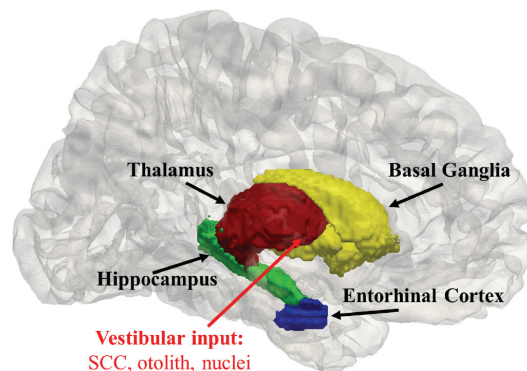 Thalamus
Basal Ganglia
Hippocampus
Entorhinal Cortex
Vestibular input:
SCC, otolith, nuclei